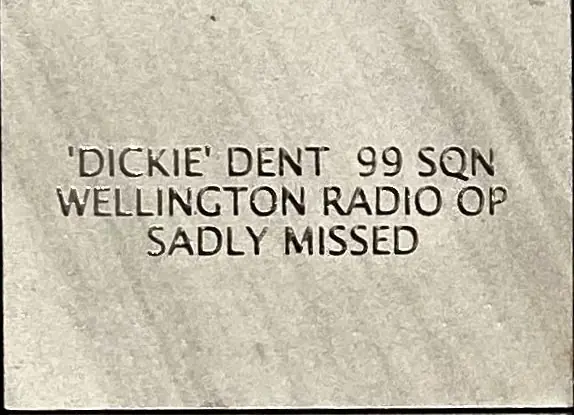 'DICKIE' DENT 99 SQN
WELLINGTON RADIO OP
SADLY MISSED